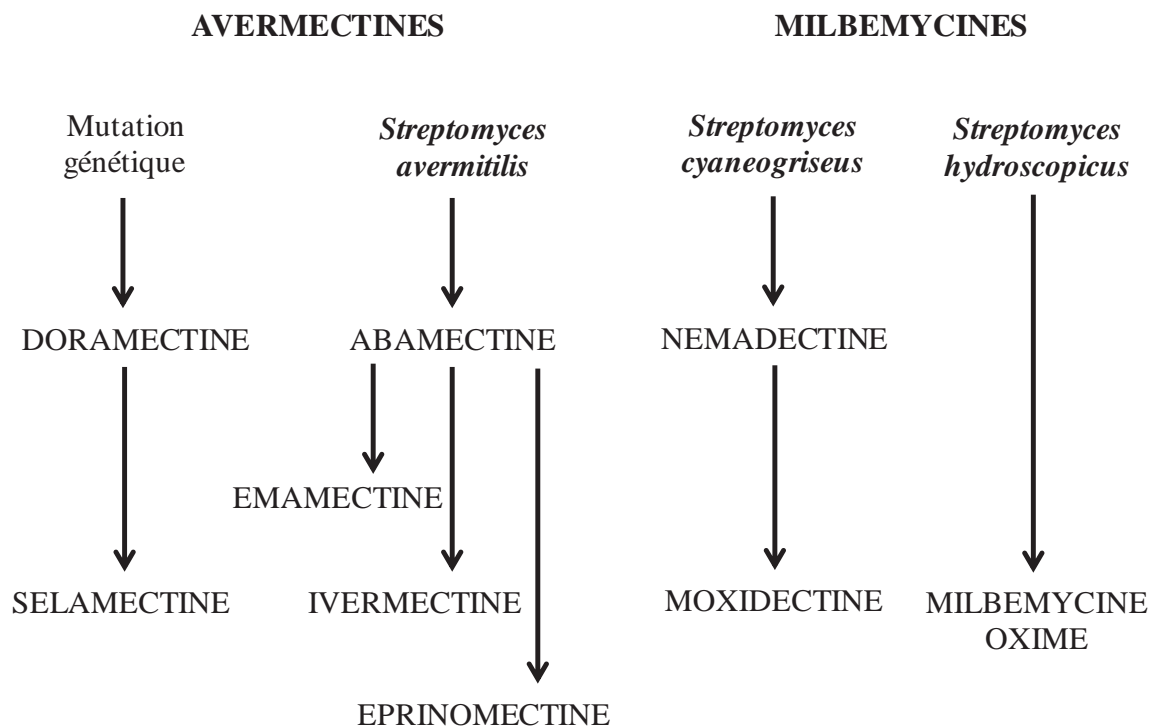 AVERMECTINES
MILBEMYCINES
Mutation
génétique
Streptomyces
avermitilis
Streptomyces
cyaneogriseus
Streptomyces
hydroscopicus
DORAMECTINE
ABAMECTINE
NEMADECTINE
EMAMECTINE
SELAMECTINE
IVERMECTINE
MOXIDECTINE
MILBEMYCINE
OXIME
EPRINOMECTINE